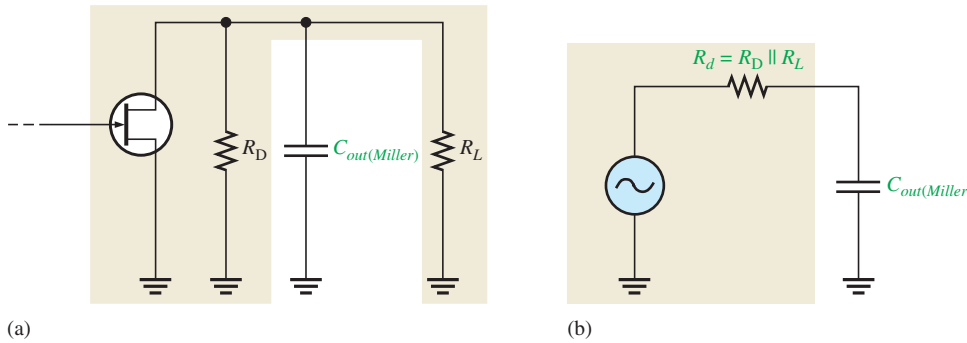 R_D
C_out(Miller)
R_L
(a)
R_d = R_D || R_L
C_out(Miller
(b)